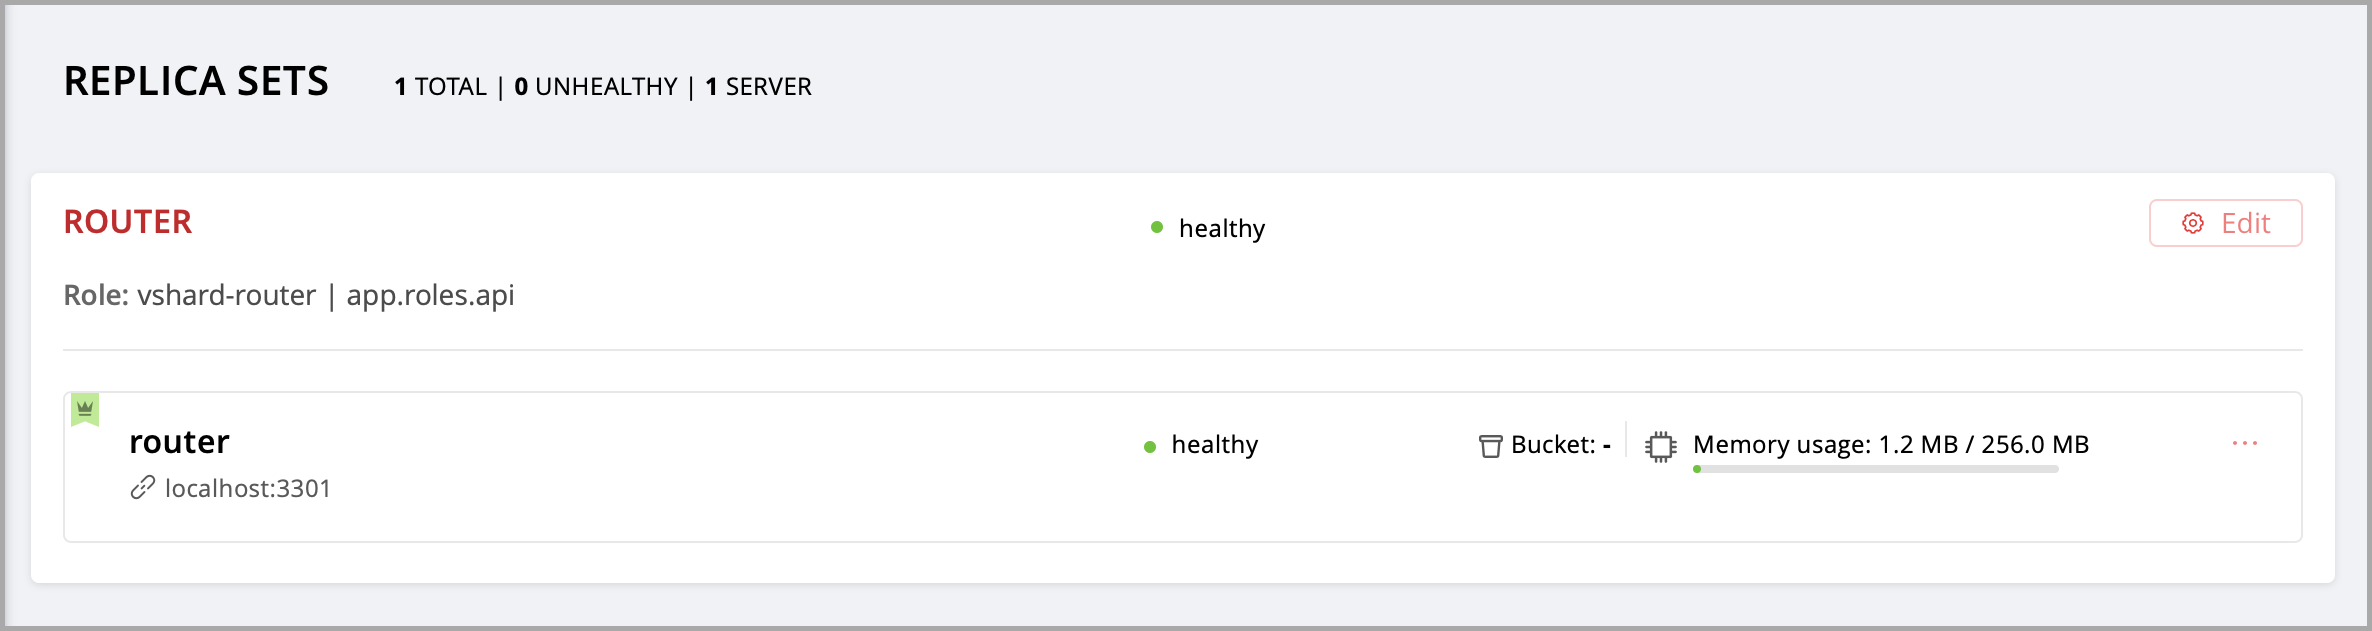 REPLICA SETS 1 TOTAL | 0 UNHEALTHY | 1 SERVER
ROUTER healthy Edit
Role: vshard-router | app.roles.api
router healthy Bucket: - Memory usage: 1.2 MB / 256.0 MB
localhost:3301